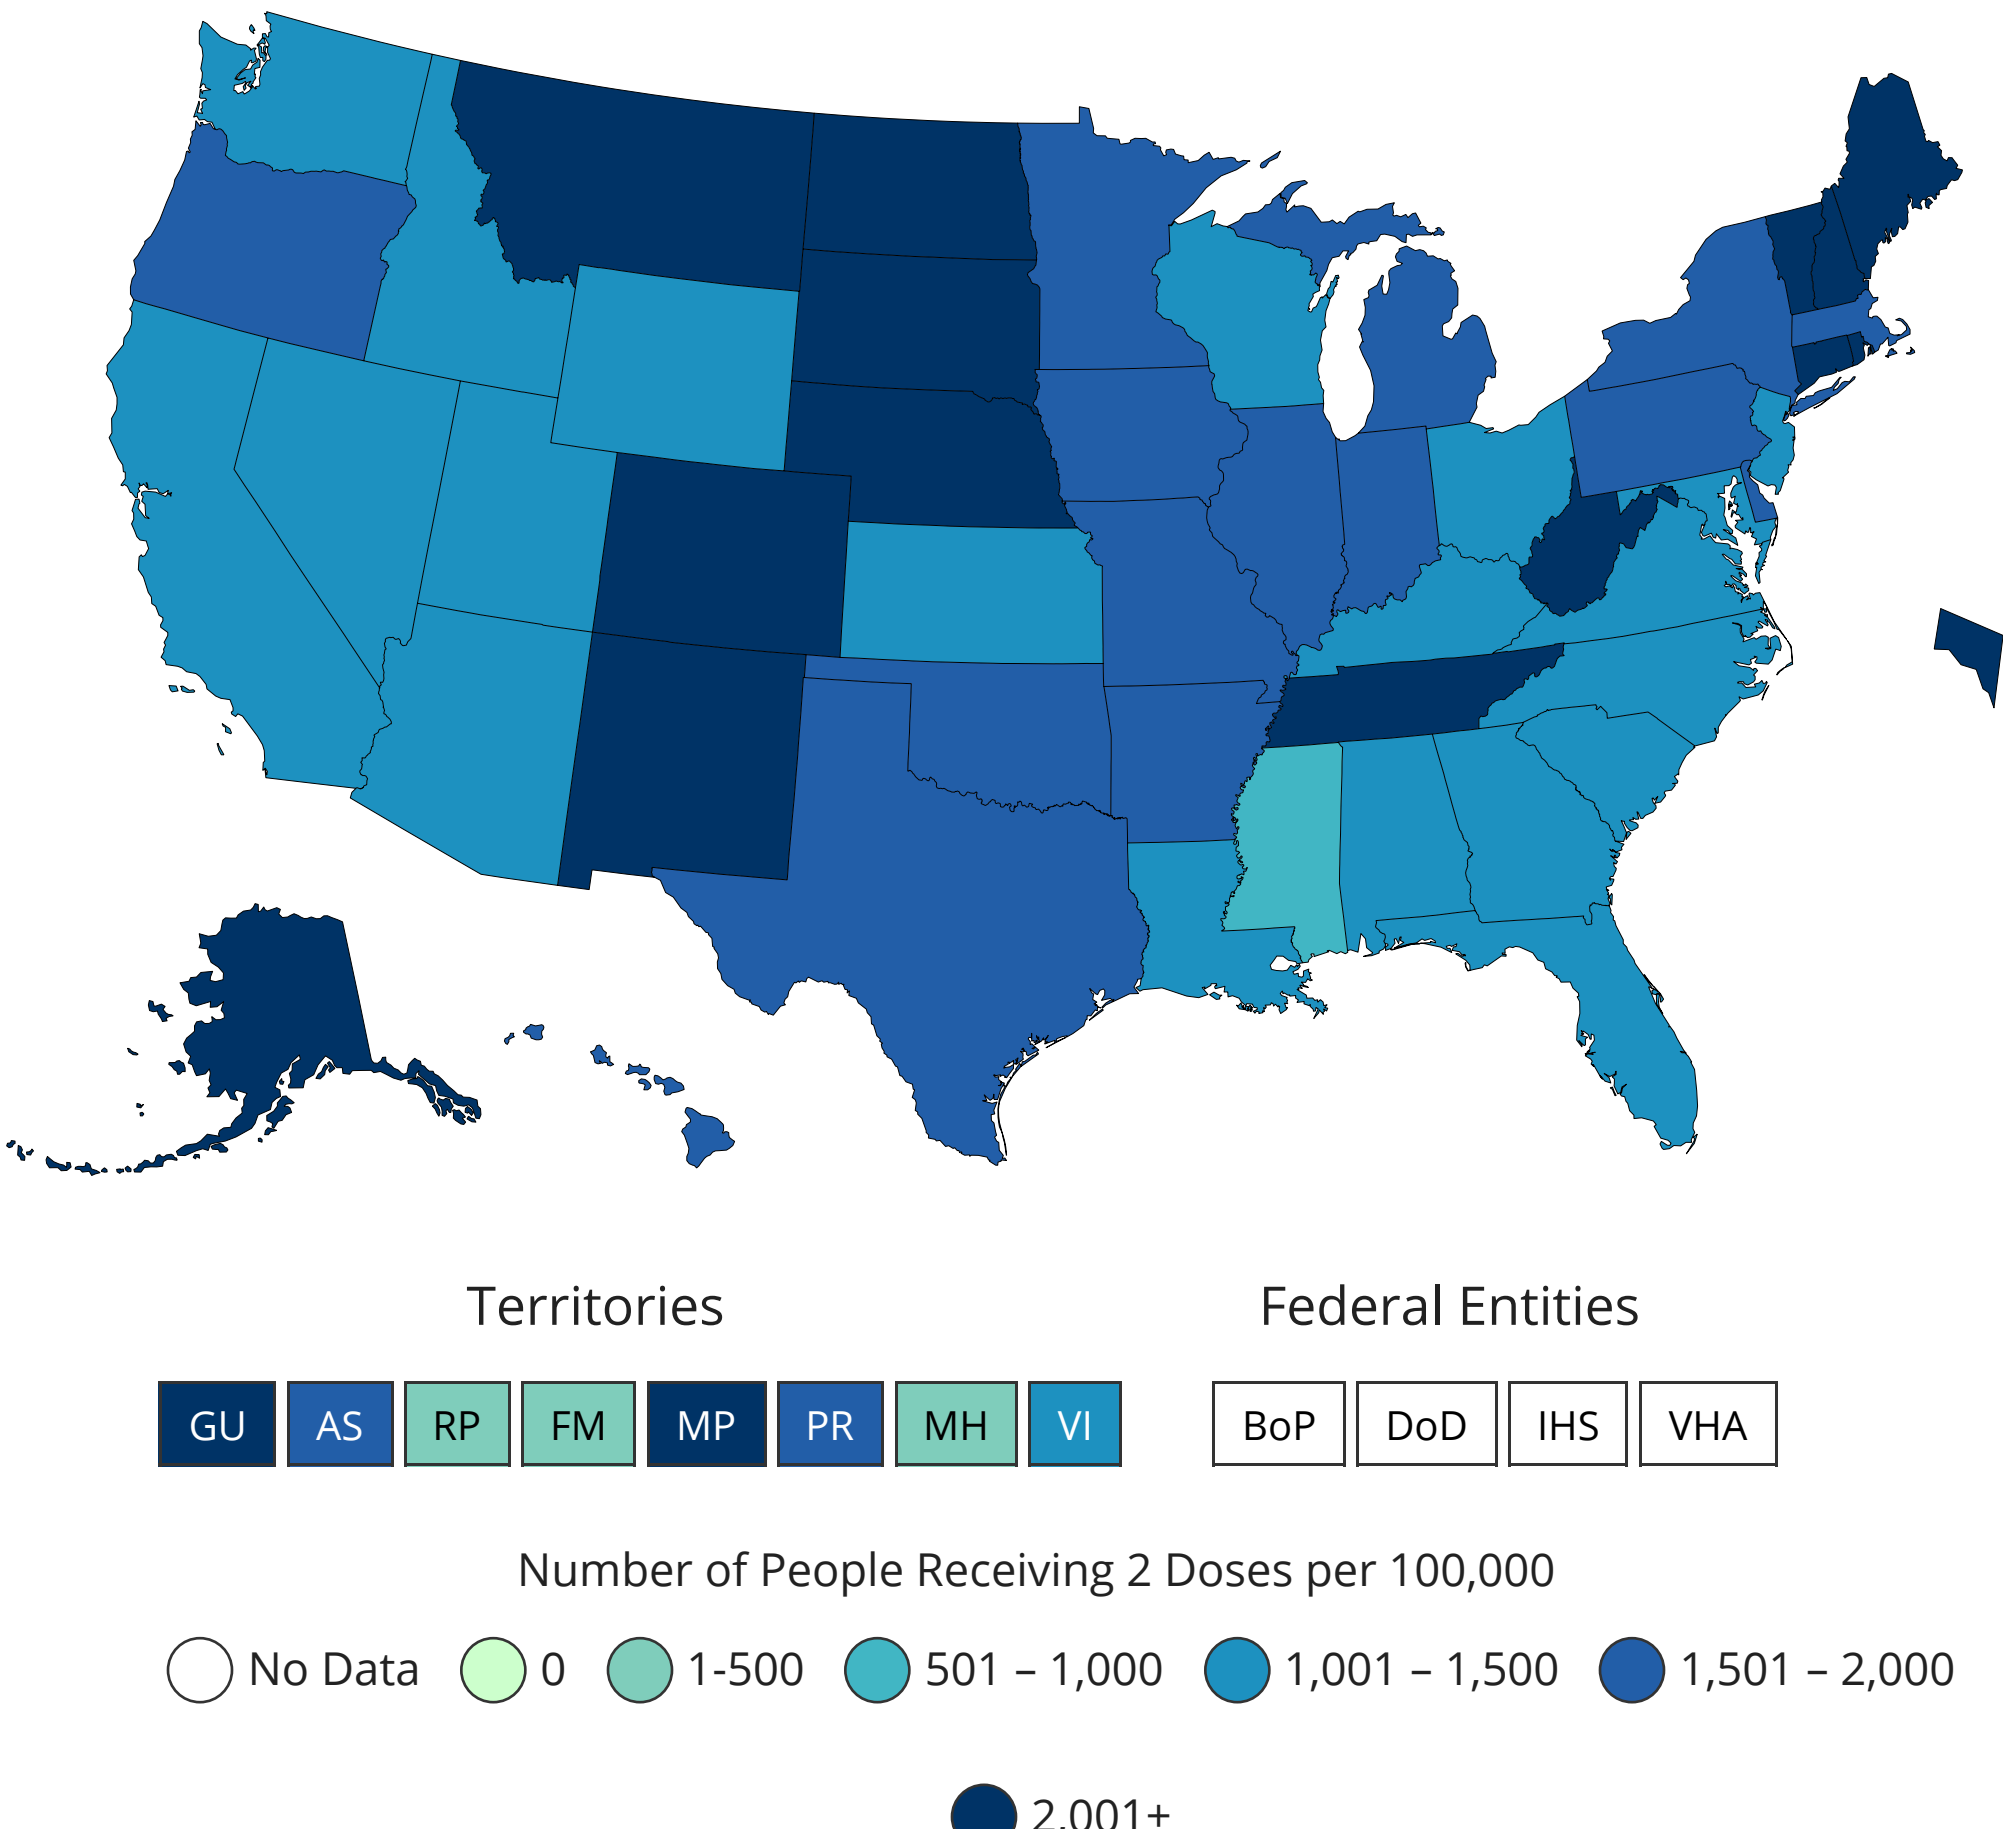 Territories Federal Entities
GU AS RP FM MP PR MH VI BoP DoD IHS VHA
Number of People Receiving 2 Doses per 100,000
No Data 0 1-500 501 – 1,000 1,001 – 1,500 1,501 – 2,000
2,001+